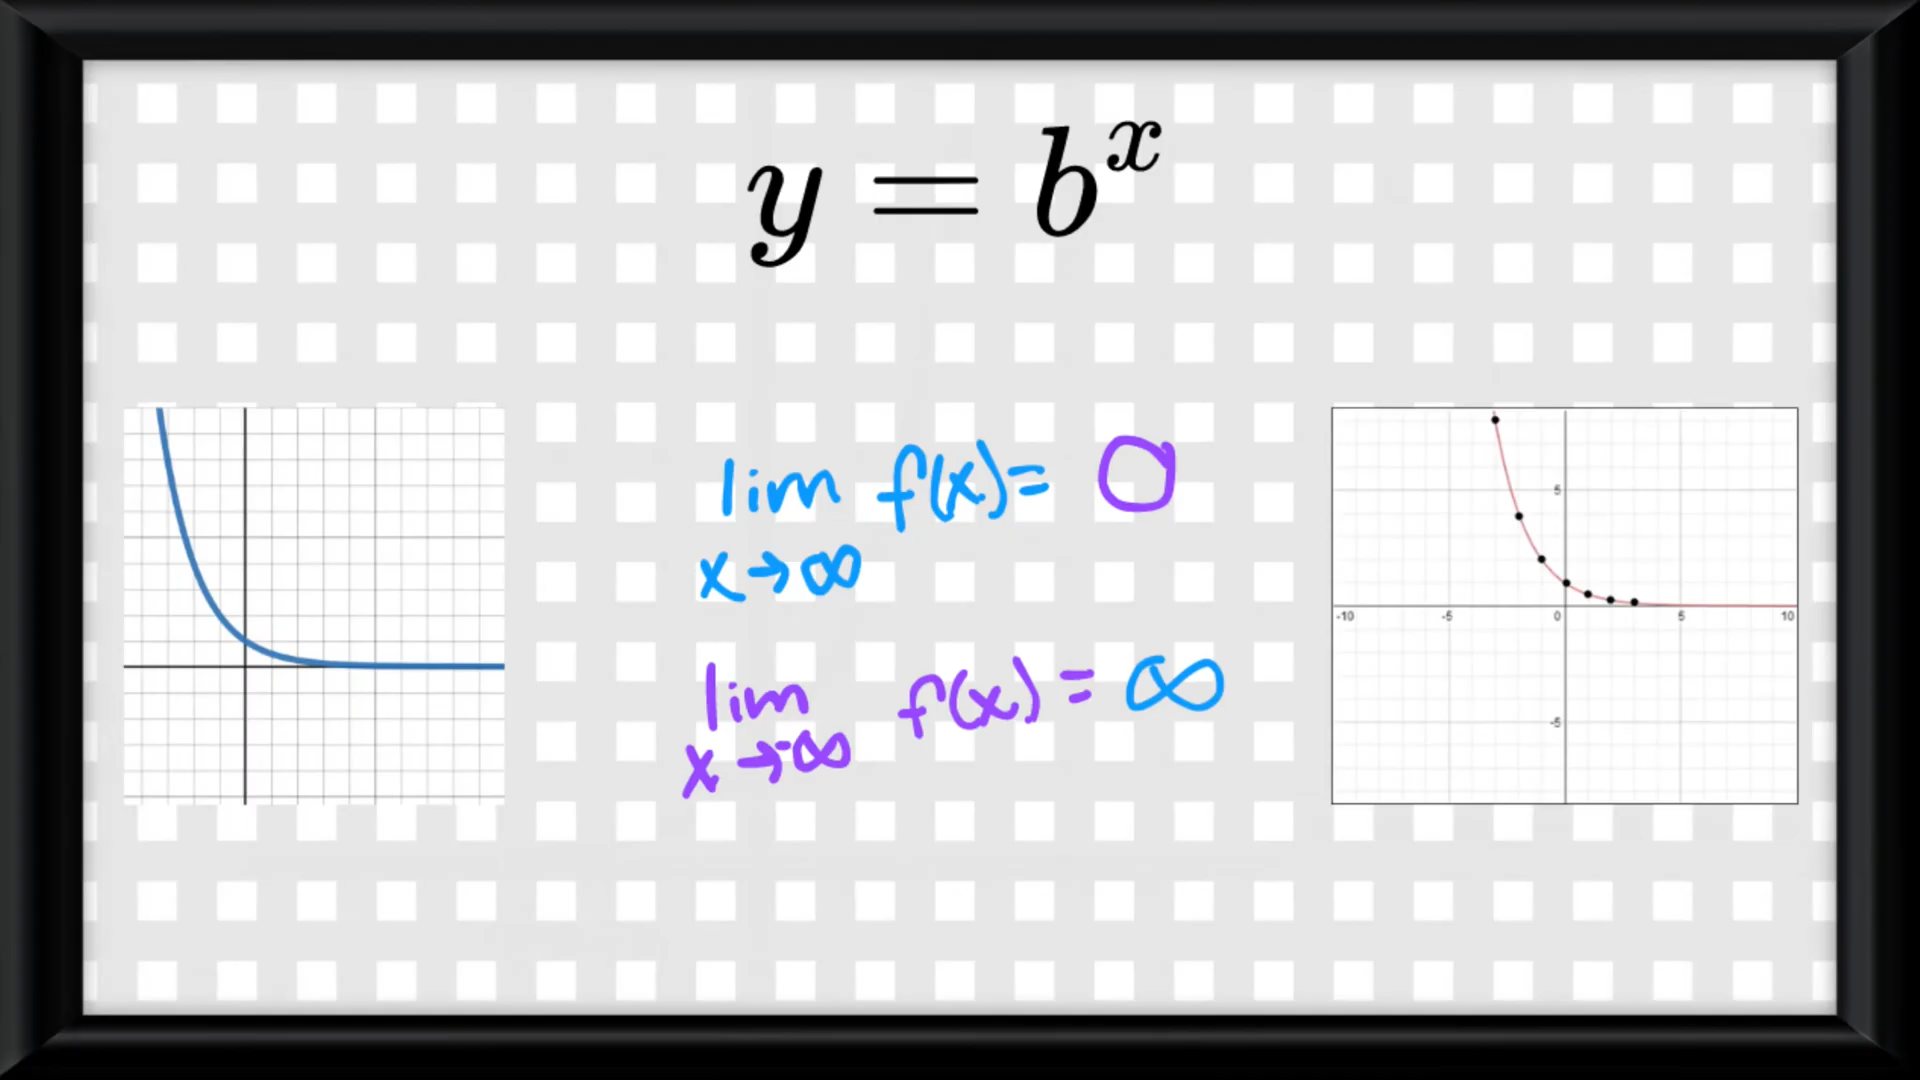 y = b^x
lim f(x) = 0
x→∞
lim f(x) = ∞
x→-∞
5
-10 -5 0 5 10
-5